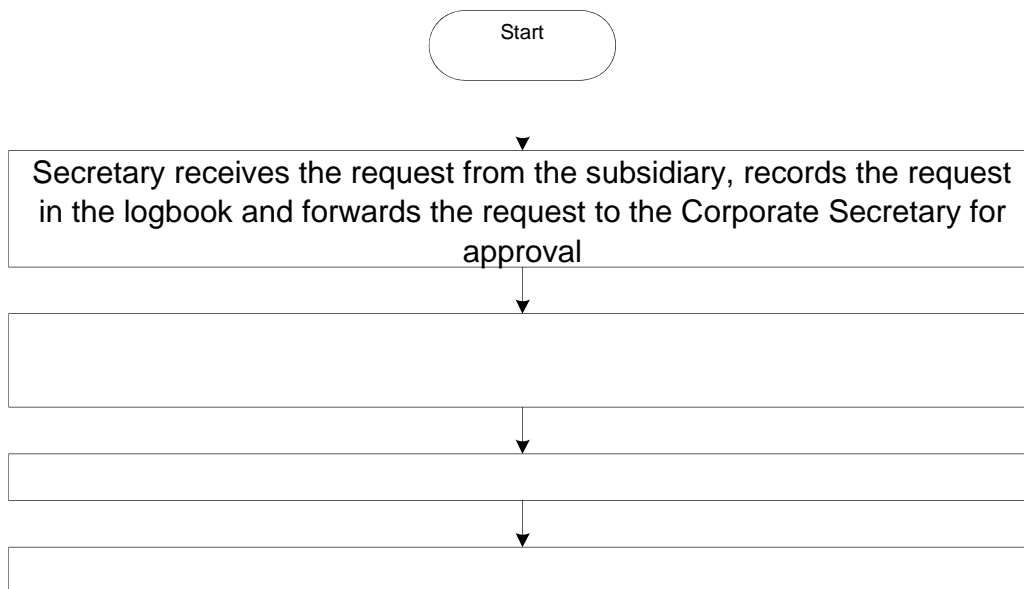 Start
Secretary receives the request from the subsidiary, records the request
in the logbook and forwards the request to the Corporate Secretary for
approval